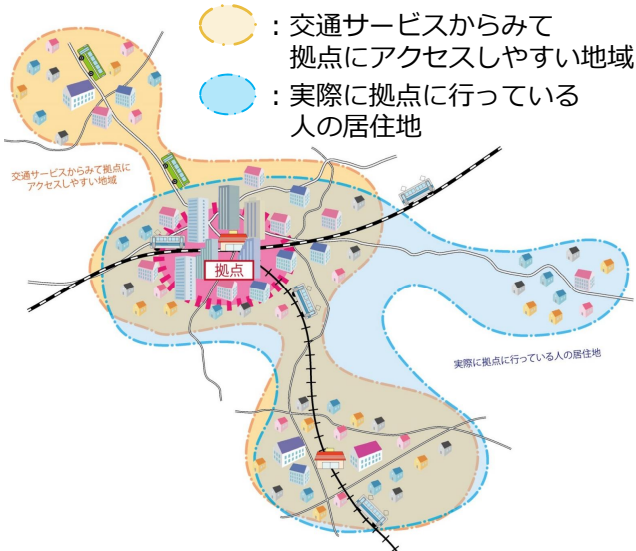 ：交通サービスからみて
拠点にアクセスしやすい地域
：実際に拠点に行っている
人の居住地
交通サービスからみて拠点に
アクセスしやすい地域
拠点
実際に拠点に行っている人の居住地